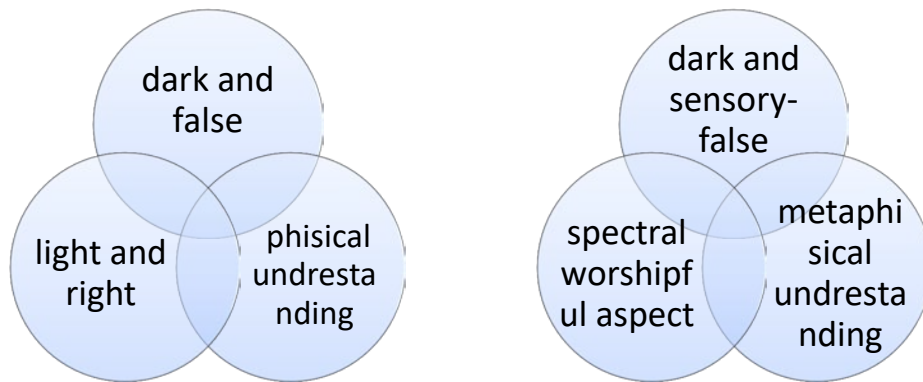 dark and
false
light and
right
phisical
undresta
nding
dark and
sensory-
false
spectral
worshipf
ul aspect
metaphi
sical
undresta
nding